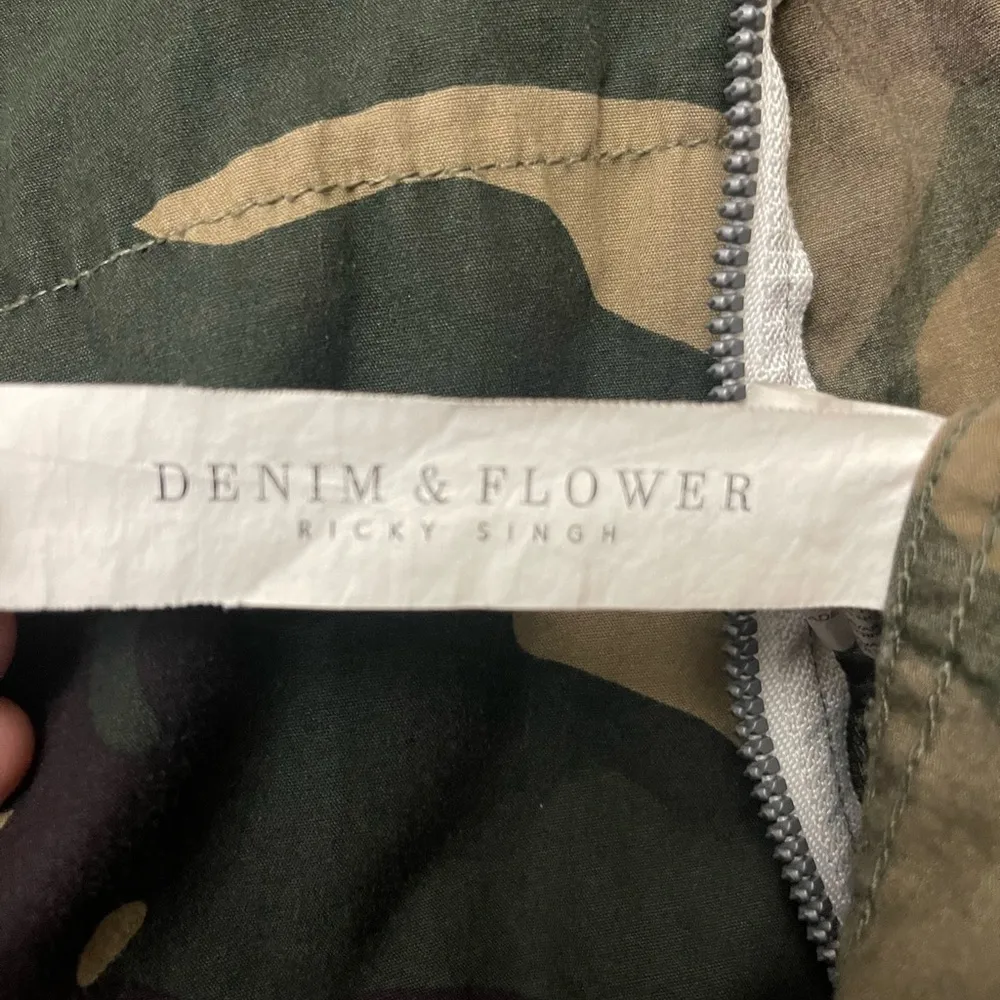 DENIM & FLOWER
RICKY SINGH